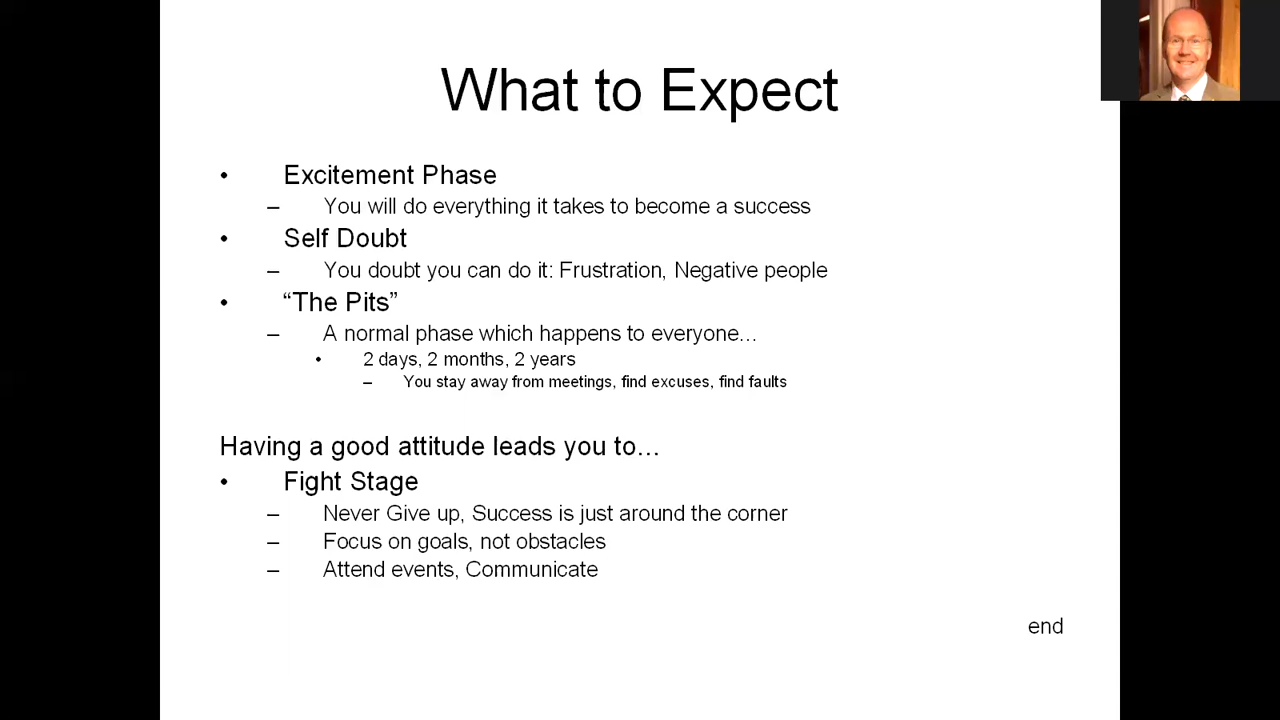 What to Expect
• Excitement Phase
– You will do everything it takes to become a success
• Self Doubt
– You doubt you can do it: Frustration, Negative people
• “The Pits”
– A normal phase which happens to everyone…
• 2 days, 2 months, 2 years
– You stay away from meetings, find excuses, find faults
Having a good attitude leads you to…
• Fight Stage
– Never Give up, Success is just around the corner
– Focus on goals, not obstacles
– Attend events, Communicate
end